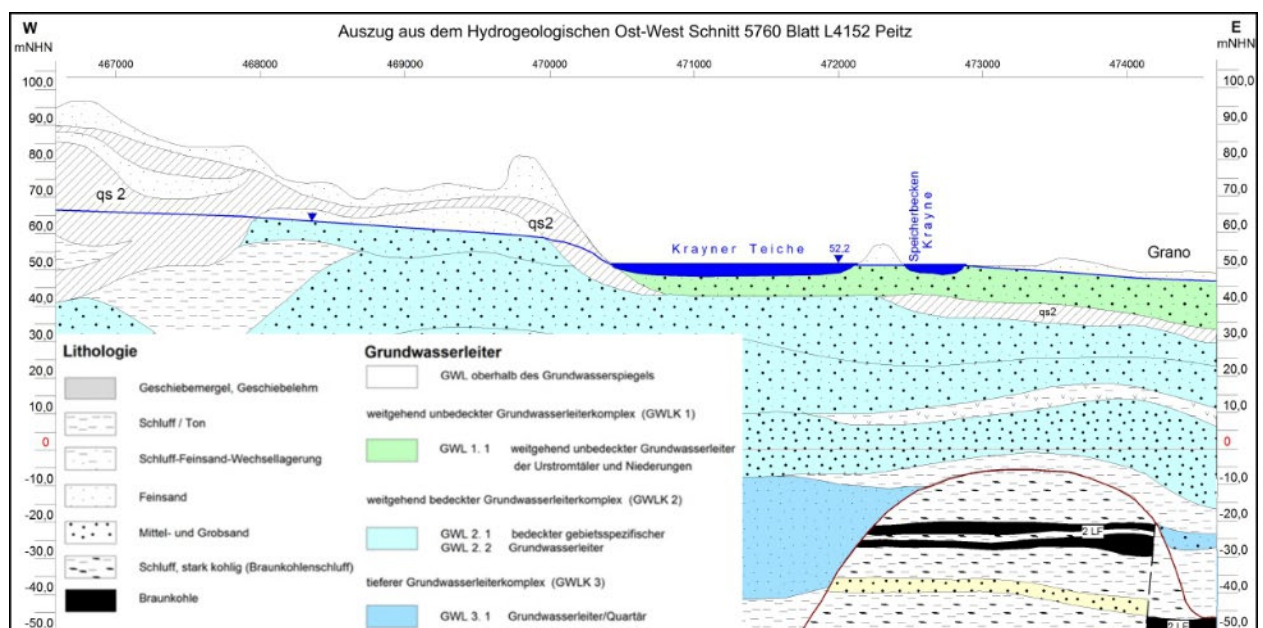 W
mNHN
Auszug aus dem Hydrogeologischen Ost-West Schnitt 5760 Blatt L4152 Peitz
E
mNHN
467000 468000 469000 470000 471000 472000 473000 474000
100,0
90,0
80,0
70,0
60,0
50,0
40,0
30,0
20,0
10,0
0
-10,0
-20,0
-30,0
-40,0
-50,0
qs 2
qs2
Krayner Teiche
52,2
Speicherbecken
Krayne
Grano
qs2
2 LF
2 LF
100,0
90,0
80,0
70,0
60,0
50,0
40,0
30,0
20,0
10,0
0
-10,0
-20,0
-30,0
-40,0
-50,0
Lithologie
Geschiebemergel, Geschiebelehm
Schluff / Ton
Schluff-Feinsand-Wechsellagerung
Feinsand
Mittel- und Grobsand
Schluff, stark kohlig (Braunkohlenschluff)
Braunkohle
Grundwasserleiter
GWL oberhalb des Grundwasserspiegels
weitgehend unbedeckter Grundwasserleiterkomplex (GWLK 1)
GWL 1. 1 weitgehend unbedeckter Grundwasserleiter
der Urstromtäler und Niederungen
weitgehend bedeckter Grundwasserleiterkomplex (GWLK 2)
GWL 2. 1 bedeckter gebietsspezifischer
GWL 2. 2 Grundwasserleiter
tieferer Grundwasserleiterkomplex (GWLK 3)
GWL 3. 1 Grundwasserleiter/Quartär